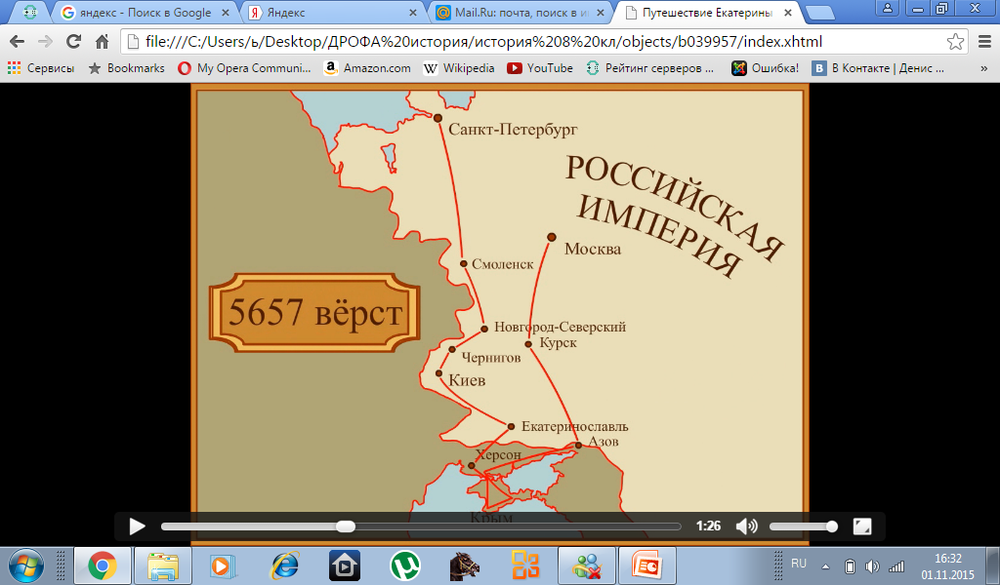 яндекс - Поиск в Google
Яндекс
Mail.Ru: почта, поиск в ин
Путешествие Екатерины
file:///C:/Users/ь/Desktop/ДРОФА%20история/история%208%20кл/objects/b039957/index.xhtml
Сервисы
Bookmarks
My Opera Communi...
Amazon.com
Wikipedia
YouTube
Рейтинг серверов ...
Ошибка!
В Контакте | Денис ...
»
Санкт-Петербург
РОССИЙСКАЯ
ИМПЕРИЯ
Москва
Смоленск
5657 вёрст
Новгород-Северский
Курск
Чернигов
Киев
Екатеринославль
Азов
Херсон
Крым
1:26
RU
16:32
01.11.2015